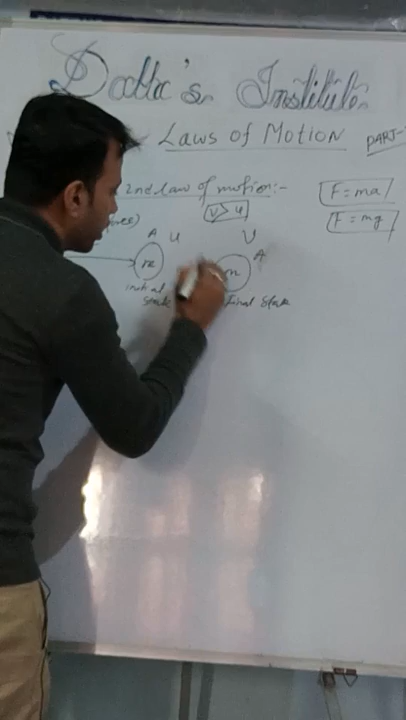 Datta's Institute
Laws of Motion PART-
2nd law of motion:- F = ma
v > u F = mg
A u v A
m m
initial final state
state